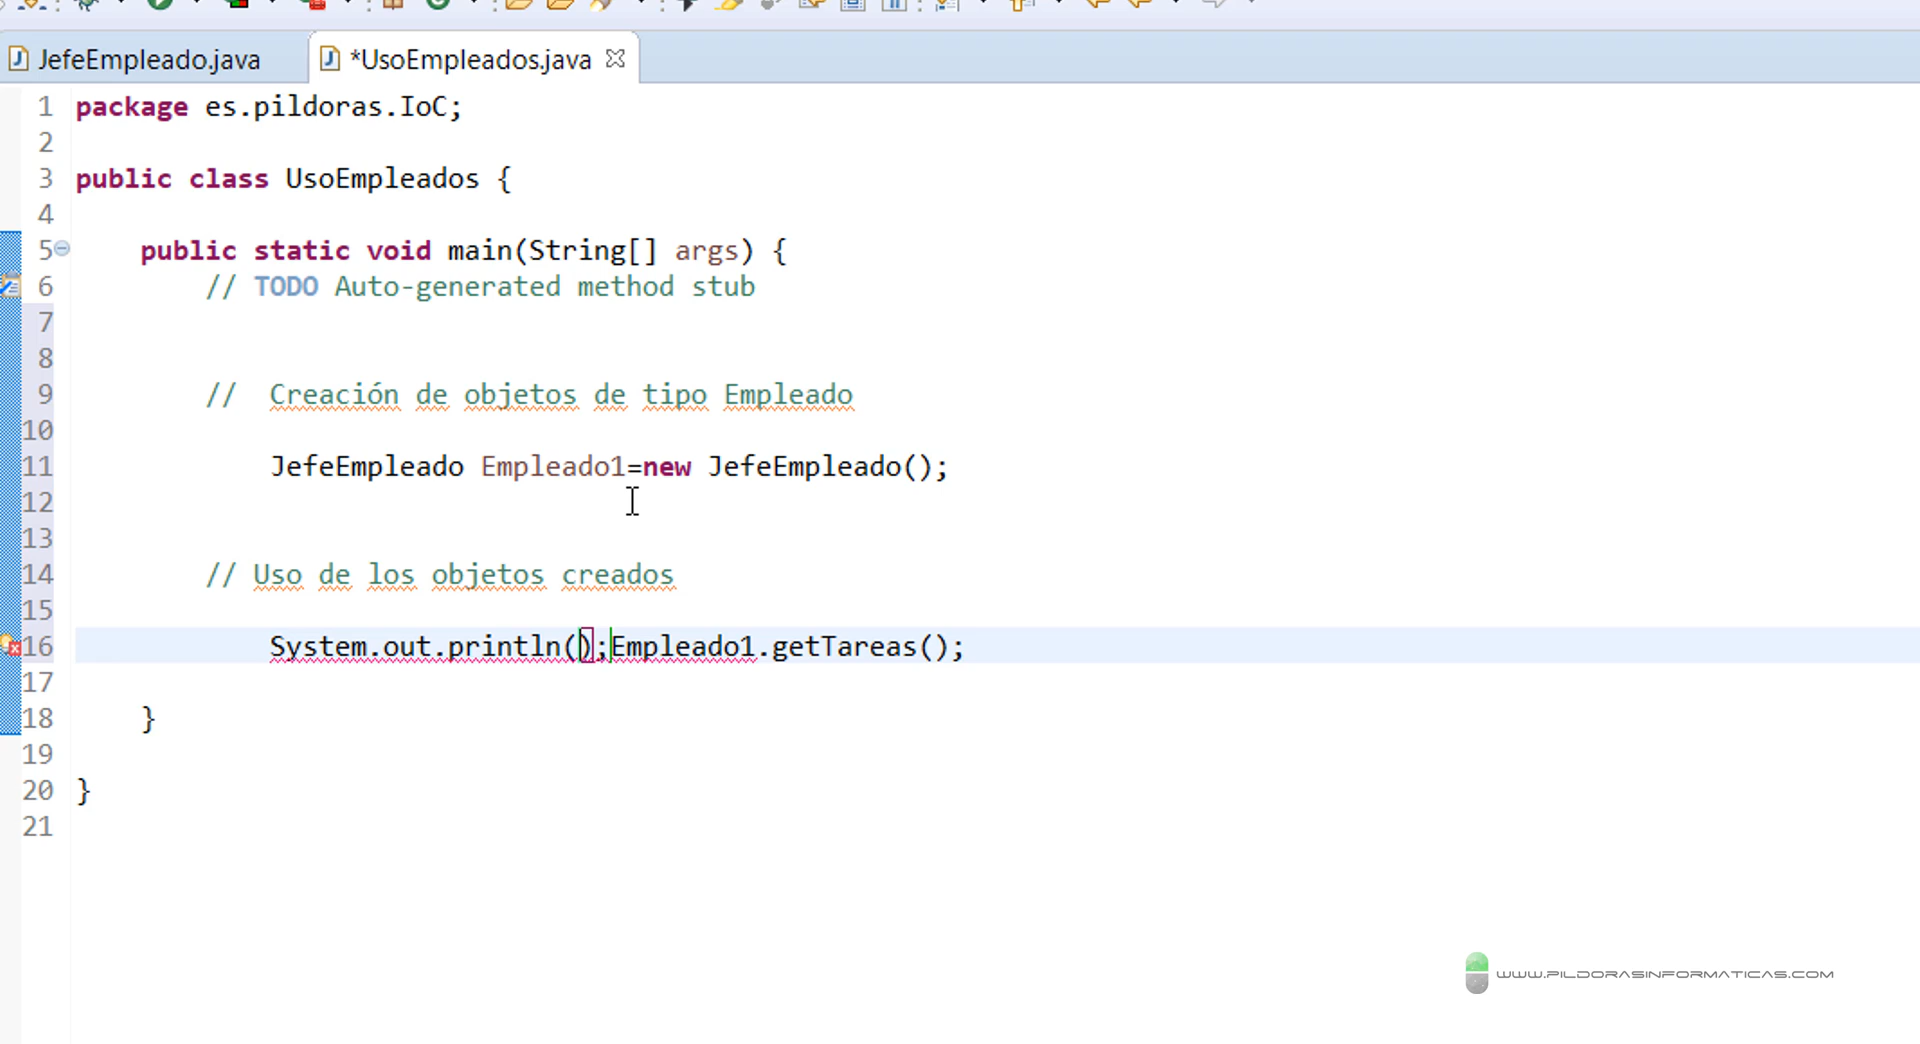 JefeEmpleado.java *UsoEmpleados.java
1 package es.pildoras.IoC;
2
3 public class UsoEmpleados {
4
5 public static void main(String[] args) {
6 // TODO Auto-generated method stub
7
8
9 // Creación de objetos de tipo Empleado
10
11 JefeEmpleado Empleado1=new JefeEmpleado();
12
13
14 // Uso de los objetos creados
15
16 System.out.println();Empleado1.getTareas();
17
18 }
19
20 }
21
WWW.PILDORASINFORMATICAS.COM